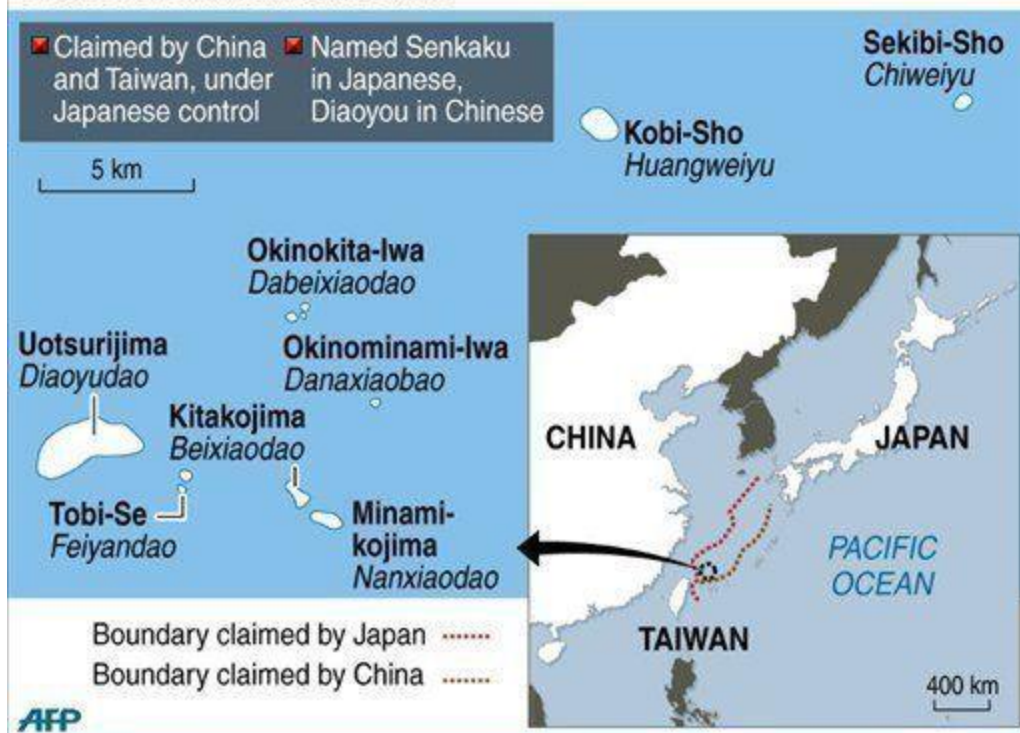 Claimed by China
and Taiwan, under
Japanese control
Named Senkaku
in Japanese,
Diaoyou in Chinese
Sekibi-Sho
Chiweiyu
Kobi-Sho
Huangweiyu
5 km
Okinokita-Iwa
Dabeixiaodao
Uotsurijima
Diaoyudao
Okinominami-Iwa
Danaxiaobao
Kitakojima
Beixiaodao
Tobi-Se
Feiyandao
Minami-
kojima
Nanxiaodao
CHINA
JAPAN
PACIFIC
OCEAN
TAIWAN
400 km
Boundary claimed by Japan
Boundary claimed by China
AFP